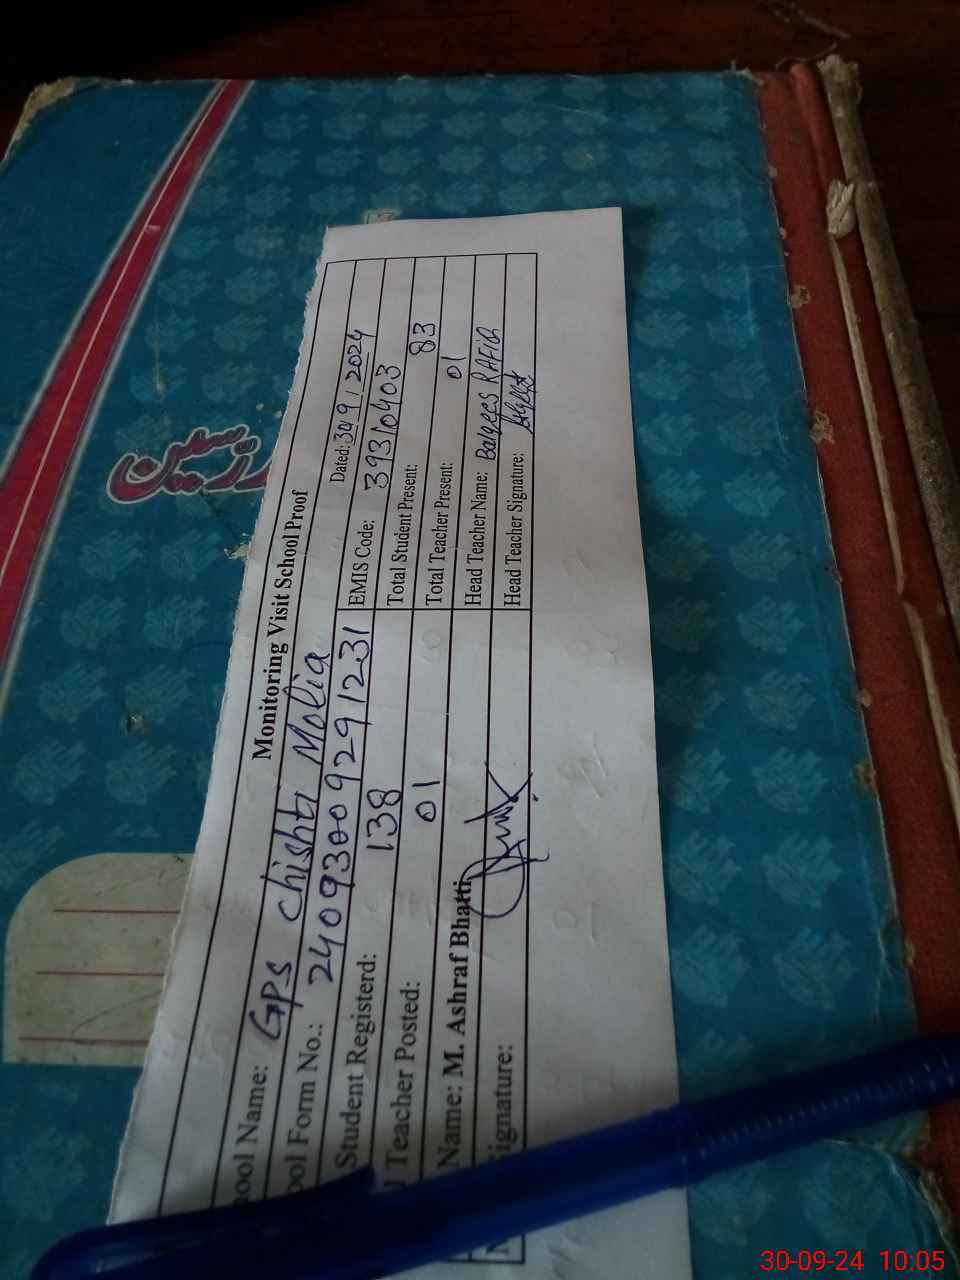 Monitoring Visit School Proof
ool Name: GPS chishti Molia
Dated: 30/9/2024
ool Form No.: 2409300929 1231
EMIS Code: 39310403
Student Registerd: 138
Total Student Present: 83
Teacher Posted: 01
Total Teacher Present: 01
Name: M. Ashraf Bhatti
Head Teacher Name: Balqees RAFiq
ignature:
Head Teacher Signature:
30-09-24 10:05